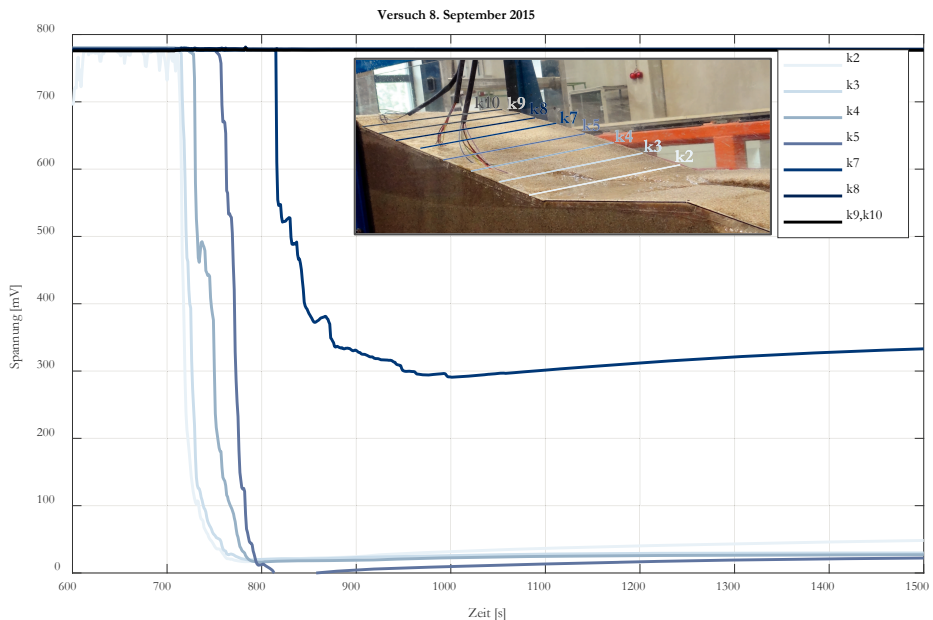 Versuch 8. September 2015
800
700
600
500
400
300
200
100
0
Spannung [mV]
600
700
800
900
1000
1100
1200
1300
1400
1500
Zeit [s]
k10
k9
k8
k7
k5
k4
k3
k2
k2
k3
k4
k5
k7
k8
k9,k10